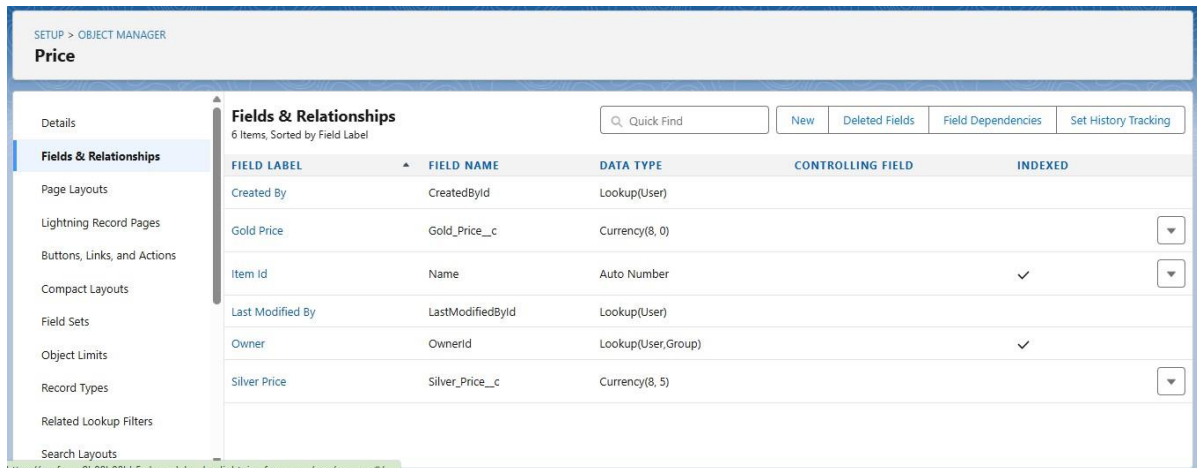 SETUP > OBJECT MANAGER
Price
Details
Fields & Relationships
Page Layouts
Lightning Record Pages
Buttons, Links, and Actions
Compact Layouts
Field Sets
Object Limits
Record Types
Related Lookup Filters
Search Layouts
Fields & Relationships
6 Items, Sorted by Field Label
Quick Find
New
Deleted Fields
Field Dependencies
Set History Tracking
FIELD LABEL FIELD NAME DATA TYPE CONTROLLING FIELD INDEXED
Created By CreatedById Lookup(User)
Gold Price Gold_Price__c Currency(8, 0)
Item Id Name Auto Number
Last Modified By LastModifiedById Lookup(User)
Owner OwnerId Lookup(User,Group)
Silver Price Silver_Price__c Currency(8, 5)